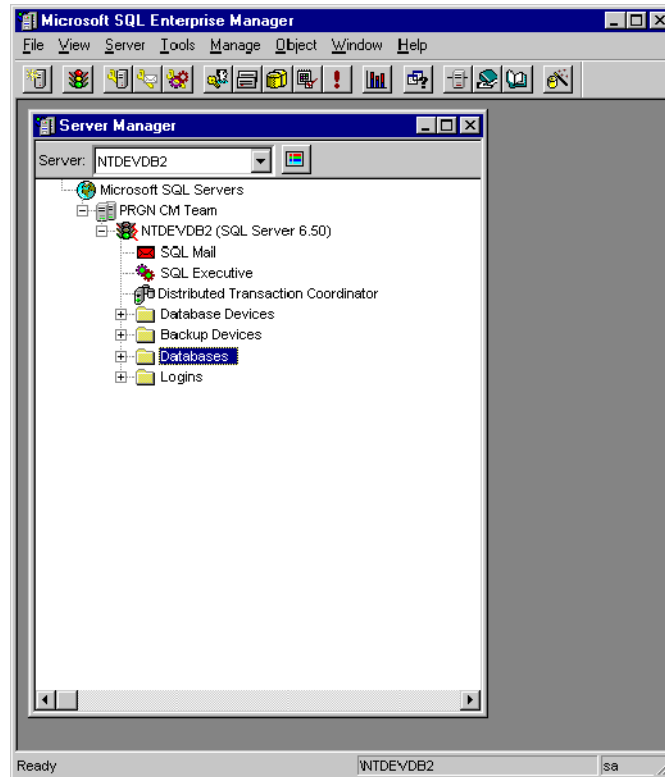 Microsoft SQL Enterprise Manager
File View Server Tools Manage Object Window Help
Server Manager
Server: NTDEVDB2
Microsoft SQL Servers
PRGN CM Team
NTDEVDB2 (SQL Server 6.50)
SQL Mail
SQL Executive
Distributed Transaction Coordinator
Database Devices
Backup Devices
Databases
Logins
Ready \NTDEVDB2 sa